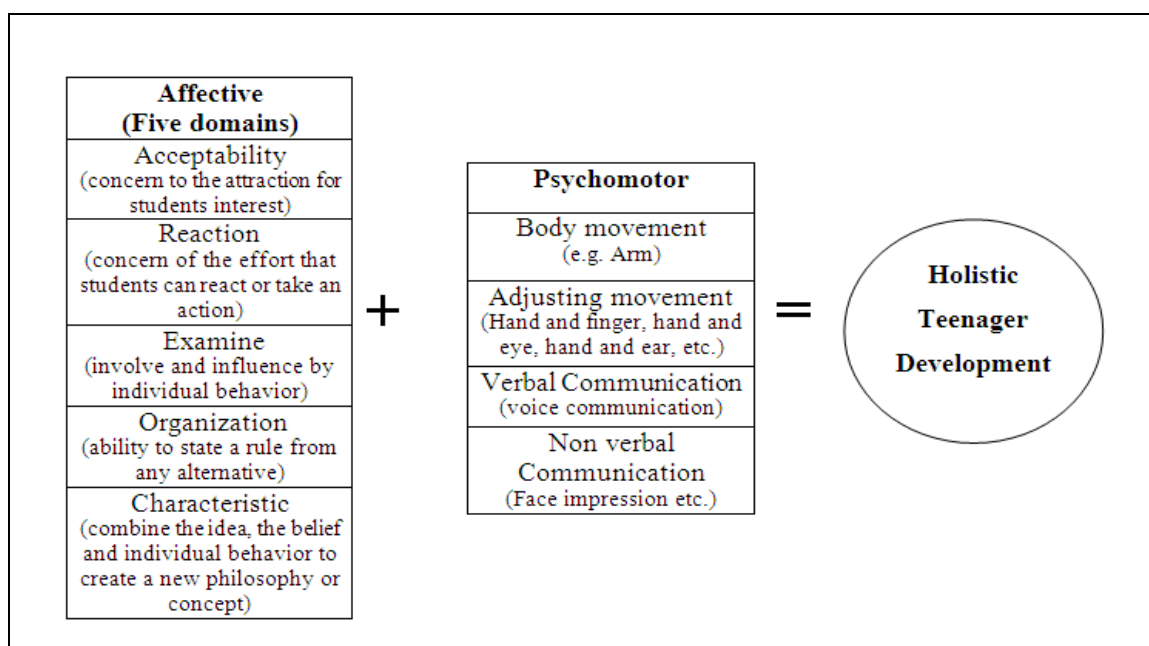 Affective
(Five domains)
Acceptability
(concern to the attraction for
students interest)
Reaction
(concern of the effort that
students can react or take an
action)
Examine
(involve and influence by
individual behavior)
Organization
(ability to state a rule from
any alternative)
Characteristic
(combine the idea, the belief
and individual behavior to
create a new philosophy or
concept)
+
Psychomotor
Body movement
(e.g. Arm)
Adjusting movement
(Hand and finger, hand and
eye, hand and ear, etc.)
Verbal Communication
(voice communication)
Non verbal
Communication
(Face impression etc.)
=
Holistic
Teenager
Development